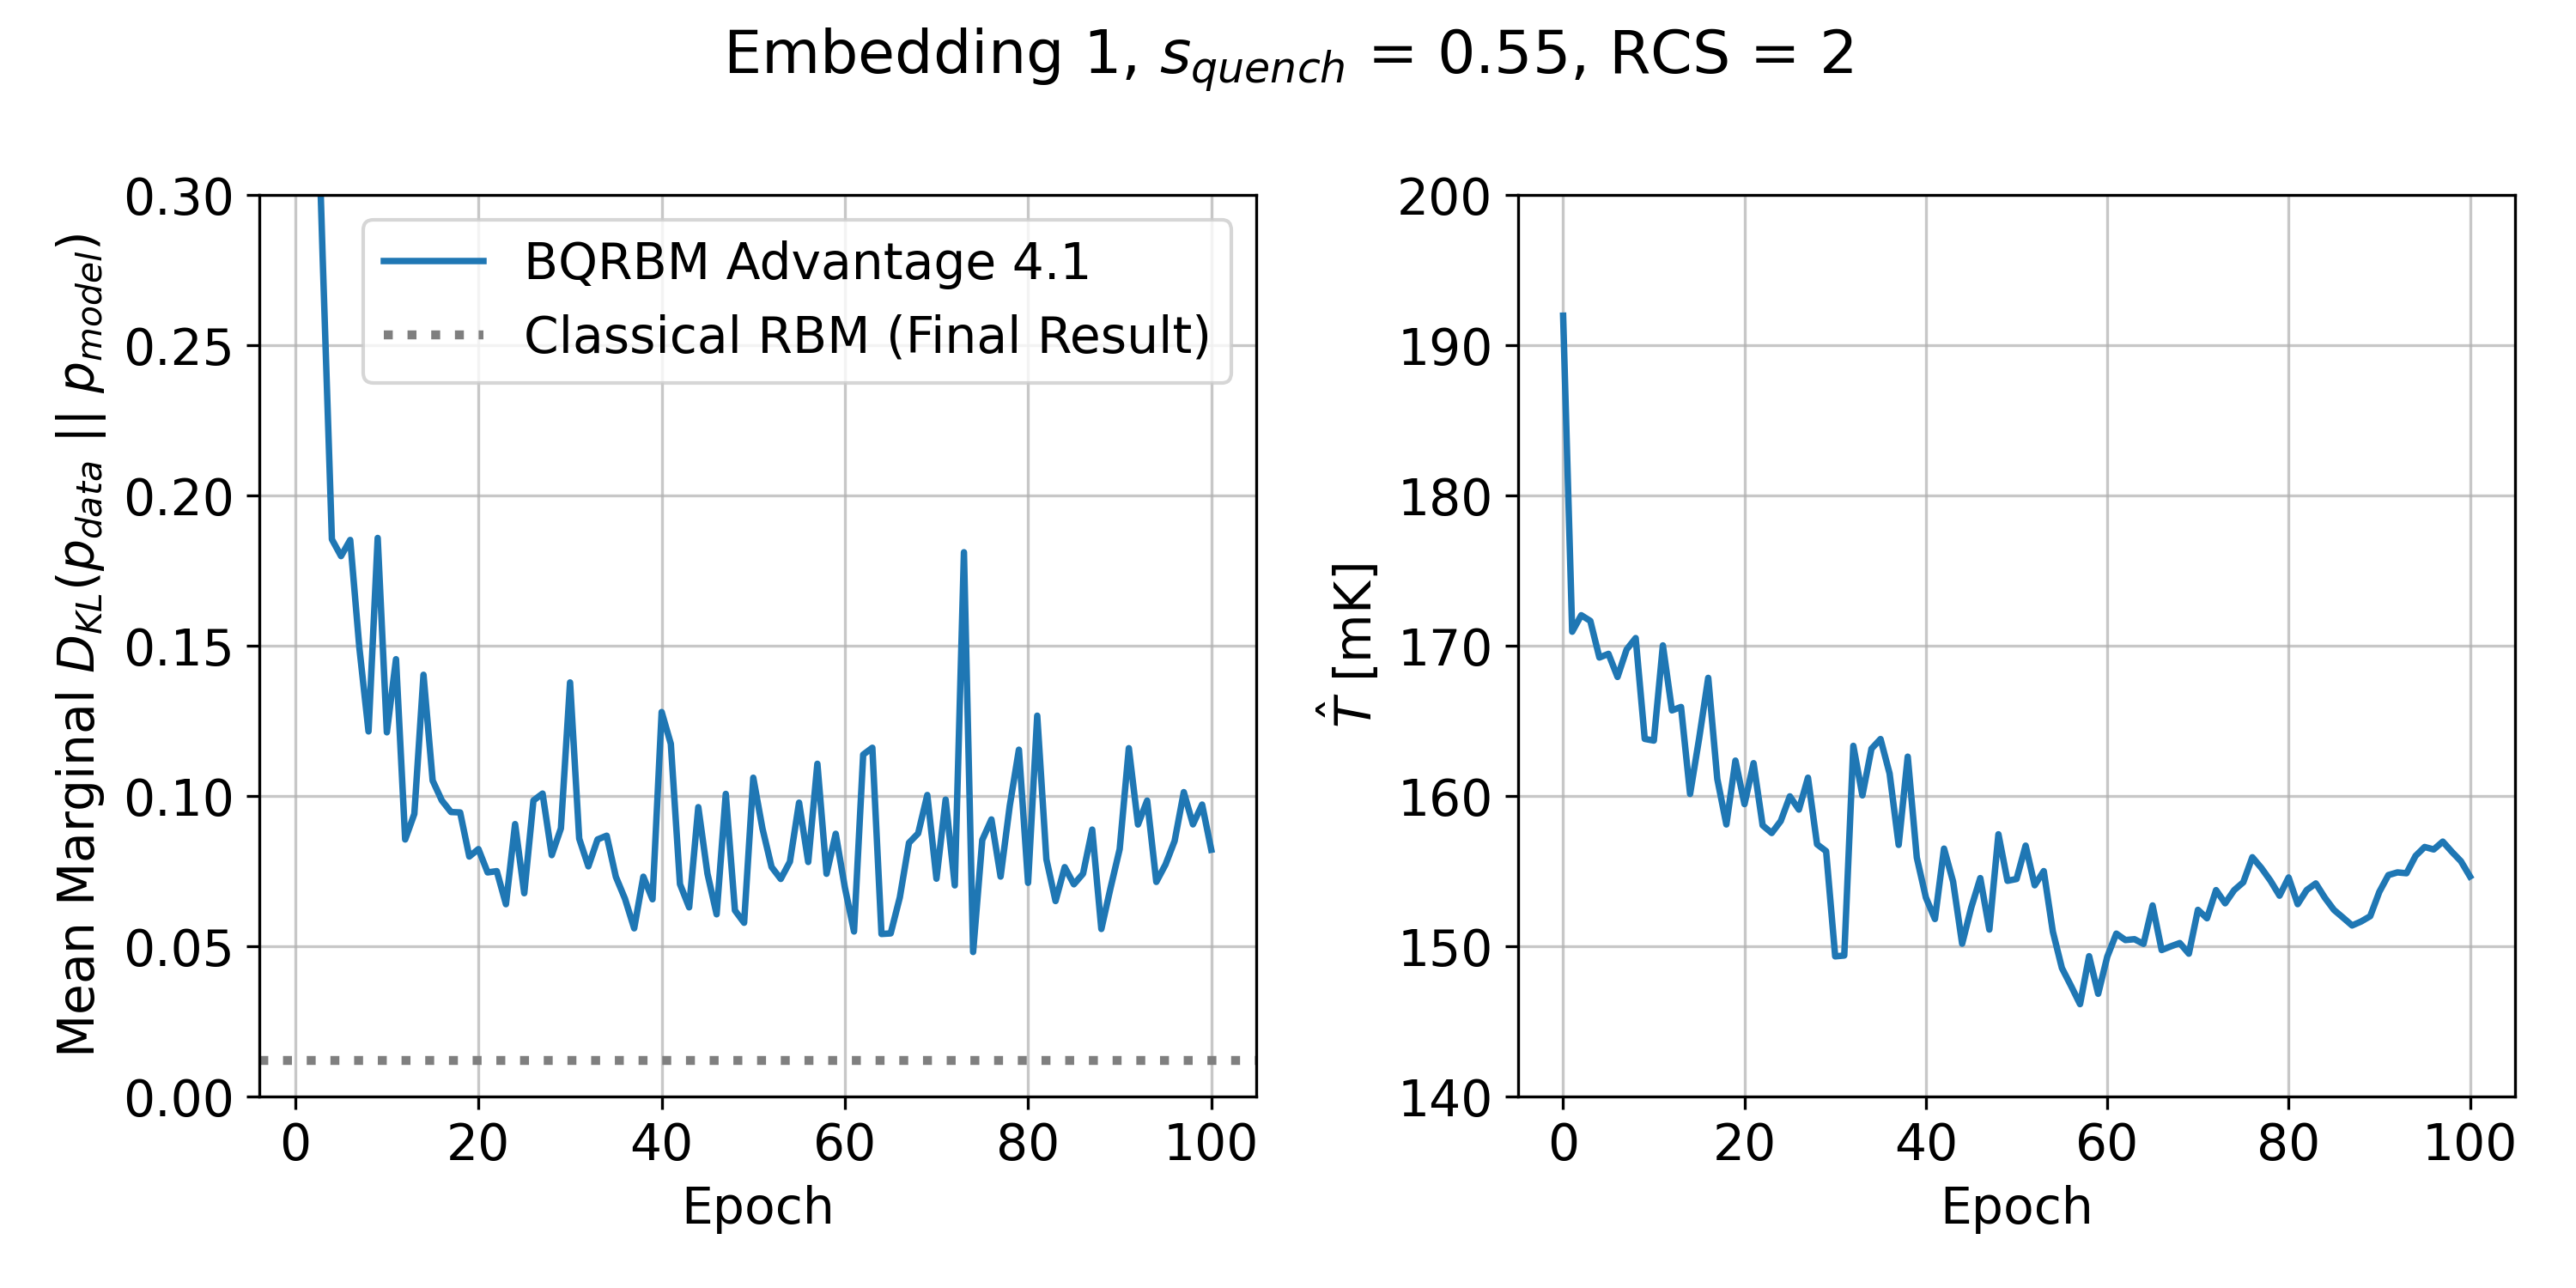 Embedding 1, s_quench = 0.55, RCS = 2
Mean Marginal D_KL(p_data || p_model)
0.30
0.25
0.20
0.15
0.10
0.05
0.00
BQRBM Advantage 4.1
Classical RBM (Final Result)
0 20 40 60 80 100
Epoch
T̂ [mK]
200
190
180
170
160
150
140
0 20 40 60 80 100
Epoch